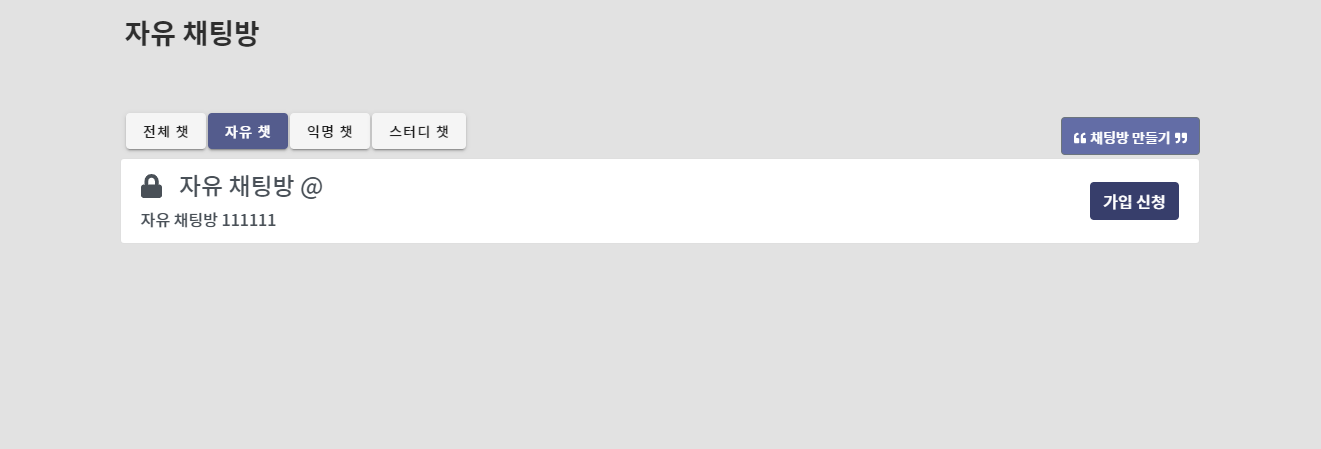 자유 채팅방
전체 챗
자유 챗
익명 챗
스터디 챗
❝ 채팅방 만들기 ❞
자유 채팅방 @
자유 채팅방 111111
가입 신청